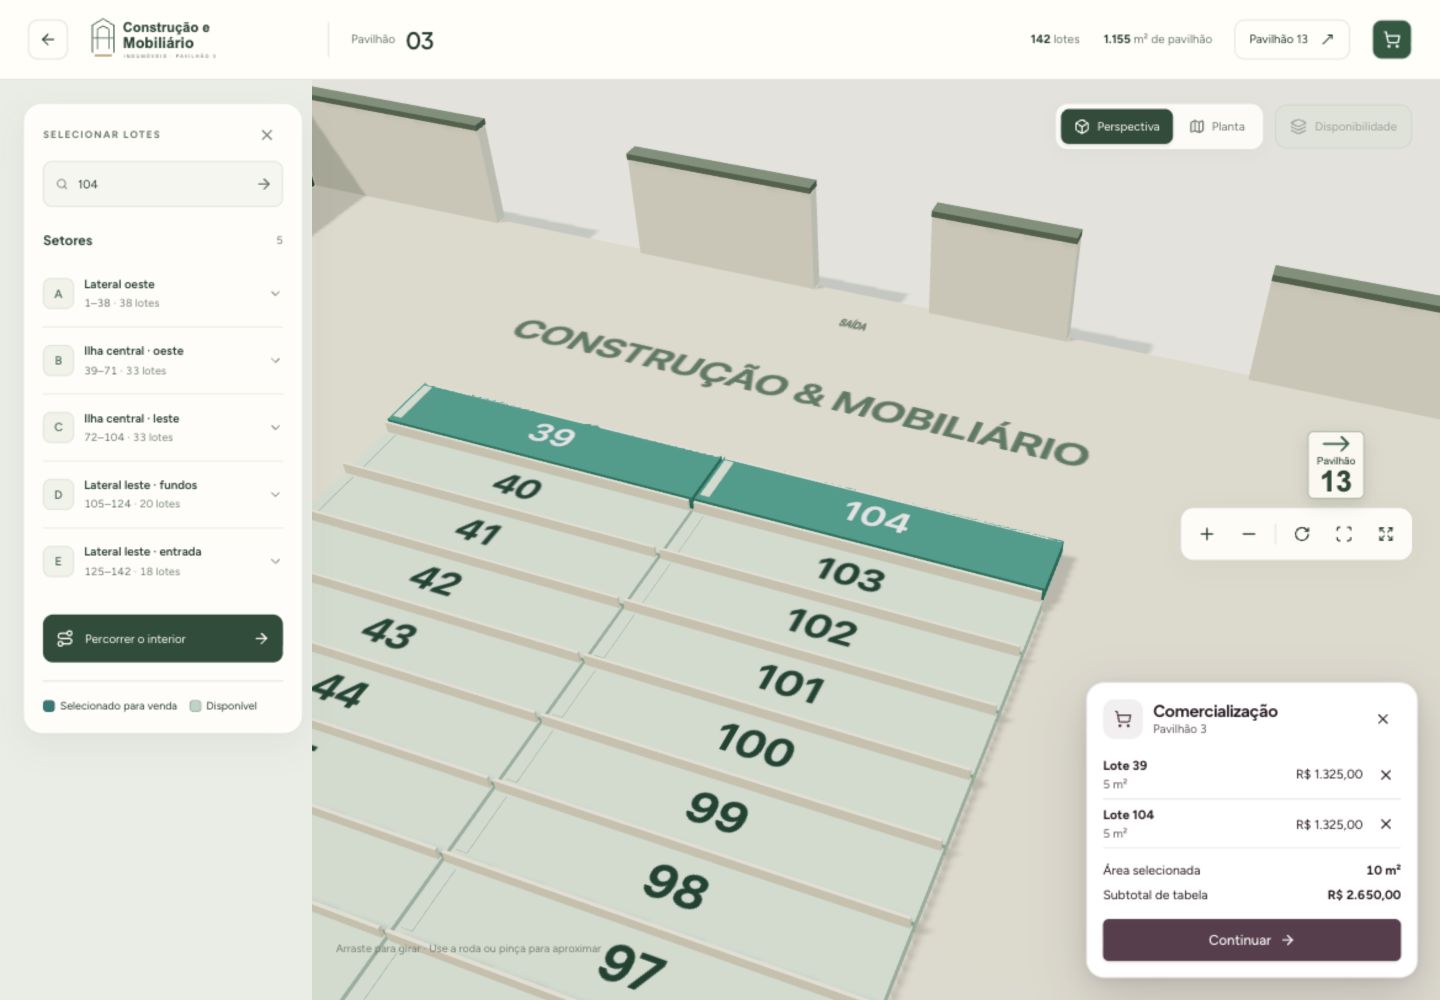 Construção e
Mobiliário
Pavilhão 03
142 lotes
1.155 m² de pavilhão
Pavilhão 13
SELECIONAR LOTES
104
Setores 5
A
Lateral oeste
1–38 · 38 lotes
B
Ilha central · oeste
39–71 · 33 lotes
C
Ilha central · leste
72–104 · 33 lotes
D
Lateral leste · fundos
105–124 · 20 lotes
E
Lateral leste · entrada
125–142 · 18 lotes
Percorrer o interior
Selecionado para venda
Disponível
Perspectiva
Planta
Disponibilidade
SAÍDA
CONSTRUÇÃO & MOBILIÁRIO
39
104
40
103
41
102
42
101
43
100
44
99
98
97
Pavilhão
13
Arraste para girar · Use a roda ou pinça para aproximar
Comercialização
Pavilhão 3
Lote 39
5 m²
R$ 1.325,00
Lote 104
5 m²
R$ 1.325,00
Área selecionada 10 m²
Subtotal de tabela R$ 2.650,00
Continuar